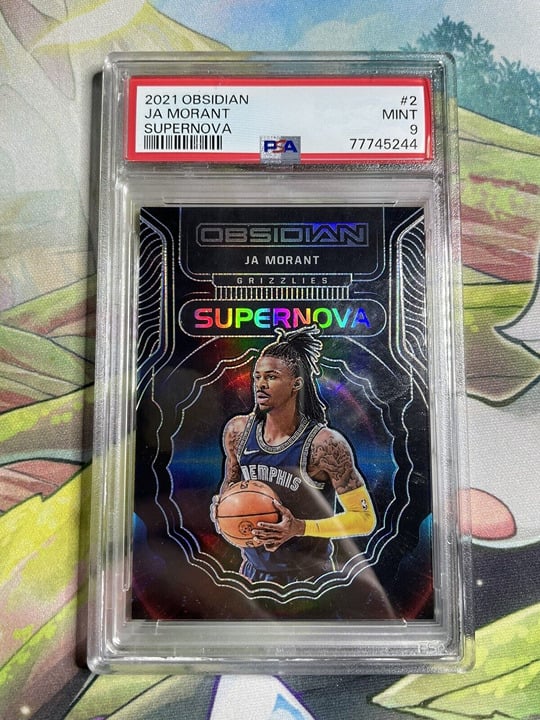 2021 OBSIDIAN #2
JA MORANT MINT
SUPERNOVA 9
PSA 77745244
OBSIDIAN
JA MORANT
GRIZZLIES
SUPERNOVA
MEMPHIS